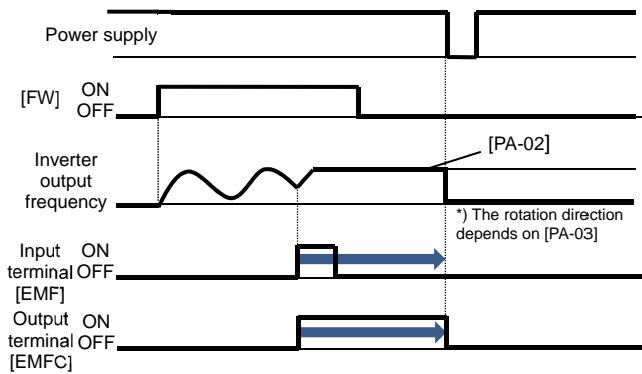 Power supply
[FW]
ON
OFF
[PA-02]
Inverter
output
frequency
*) The rotation direction
depends on [PA-03]
Input
terminal
[EMF]
ON
OFF
Output
terminal
[EMFC]
ON
OFF